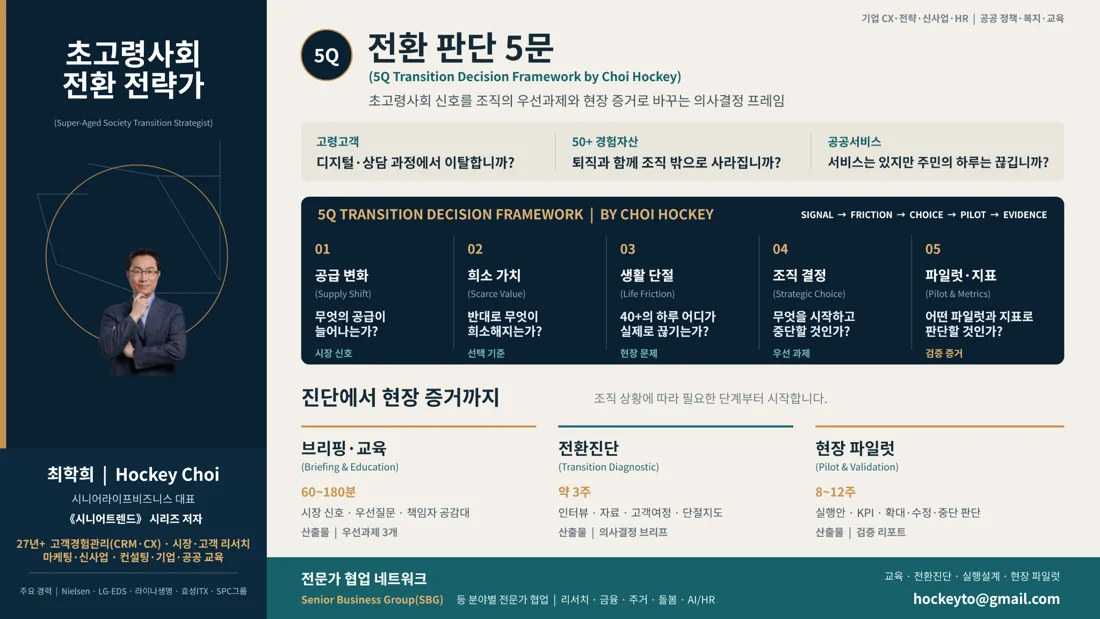 초고령사회
전환 전략가
(Super-Aged Society Transition Strategist)
최학희 | Hockey Choi
시니어라이프비즈니스 대표
《시니어트렌드》 시리즈 저자
27년+ 고객경험관리(CRM·CX) · 시장·고객 리서치
마케팅·신사업 · 컨설팅·기업·공공 교육
주요 경력 | Nielsen · LG-EDS · 라이나생명 · 효성ITX · SPC그룹
기업 CX·전략·신사업·HR | 공공 정책·복지·교육
5Q
전환 판단 5문
(5Q Transition Decision Framework by Choi Hockey)
초고령사회 신호를 조직의 우선과제와 현장 증거로 바꾸는 의사결정 프레임
고령고객
디지털·상담 과정에서 이탈합니까?
50+ 경험자산
퇴직과 함께 조직 밖으로 사라집니까?
공공서비스
서비스는 있지만 주민의 하루는 끊깁니까?
5Q TRANSITION DECISION FRAMEWORK | BY CHOI HOCKEY
SIGNAL → FRICTION → CHOICE → PILOT → EVIDENCE
01
공급 변화
(Supply Shift)
무엇의 공급이
늘어나는가?
시장 신호
02
희소 가치
(Scarce Value)
반대로 무엇이
희소해지는가?
선택 기준
03
생활 단절
(Life Friction)
40+의 하루 어디가
실제로 끊기는가?
현장 문제
04
조직 결정
(Strategic Choice)
무엇을 시작하고
중단할 것인가?
우선 과제
05
파일럿·지표
(Pilot & Metrics)
어떤 파일럿과 지표로
판단할 것인가?
검증 증거
진단에서 현장 증거까지
조직 상황에 따라 필요한 단계부터 시작합니다.
브리핑·교육
(Briefing & Education)
60~180분
시장 신호 · 우선질문 · 책임자 공감대
산출물 | 우선과제 3개
전환진단
(Transition Diagnostic)
약 3주
인터뷰 · 자료 · 고객여정 · 단절지도
산출물 | 의사결정 브리프
현장 파일럿
(Pilot & Validation)
8~12주
실행안 · KPI · 확대·수정·중단 판단
산출물 | 검증 리포트
전문가 협업 네트워크
Senior Business Group(SBG) 등 분야별 전문가 협업 | 리서치 · 금융 · 주거 · 돌봄 · AI/HR
교육 · 전환진단 · 실행설계 · 현장 파일럿
hockeyto@gmail.com